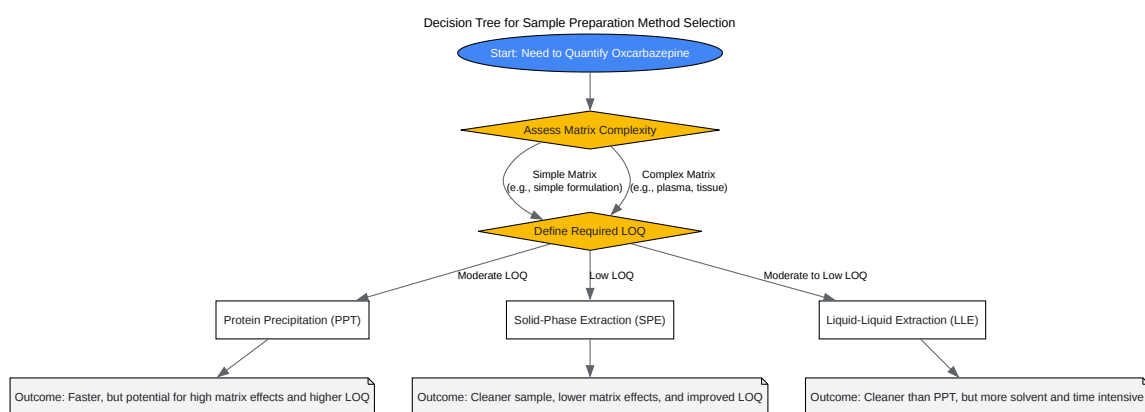 Decision Tree for Sample Preparation Method Selection
Start: Need to Quantify Oxcarbazepine
Assess Matrix Complexity
Simple Matrix
(e.g., simple formulation)
Complex Matrix
(e.g., plasma, tissue)
Define Required LOQ
Moderate LOQ
Low LOQ
Moderate to Low LOQ
Protein Precipitation (PPT)
Solid-Phase Extraction (SPE)
Liquid-Liquid Extraction (LLE)
Outcome: Faster, but potential for high matrix effects and higher LOQ
Outcome: Cleaner sample, lower matrix effects, and improved LOQ
Outcome: Cleaner than PPT, but more solvent and time intensive